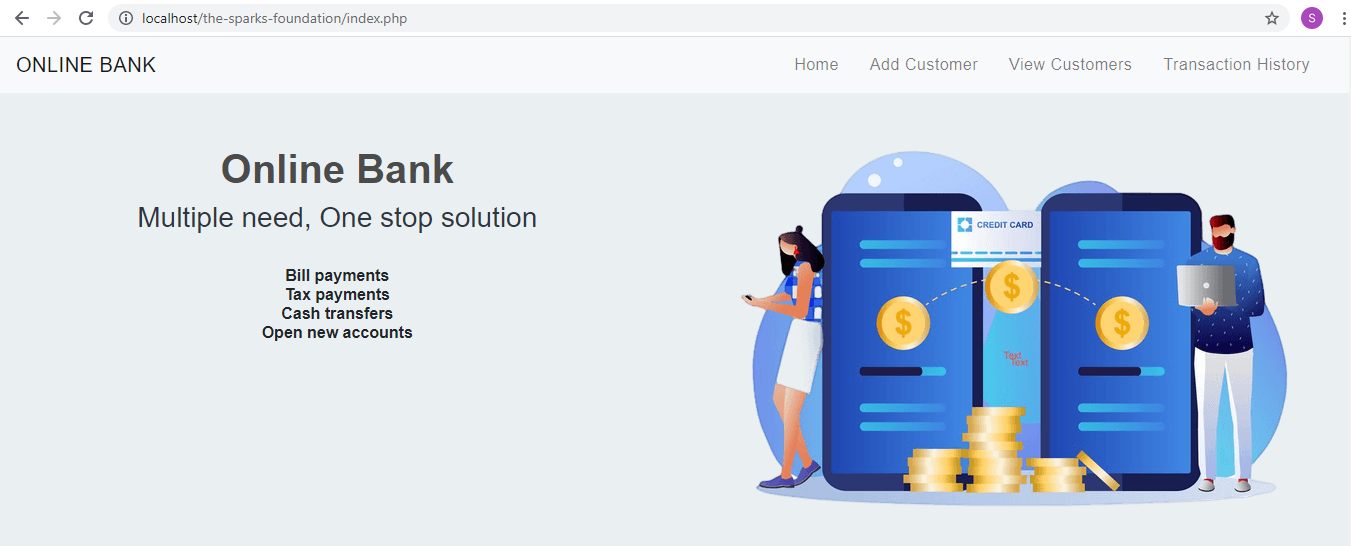 localhost/the-sparks-foundation/index.php
S
ONLINE BANK
Home
Add Customer
View Customers
Transaction History
Online Bank
Multiple need, One stop solution
Bill payments
Tax payments
Cash transfers
Open new accounts
CREDIT CARD
$
$
$
Text
Text